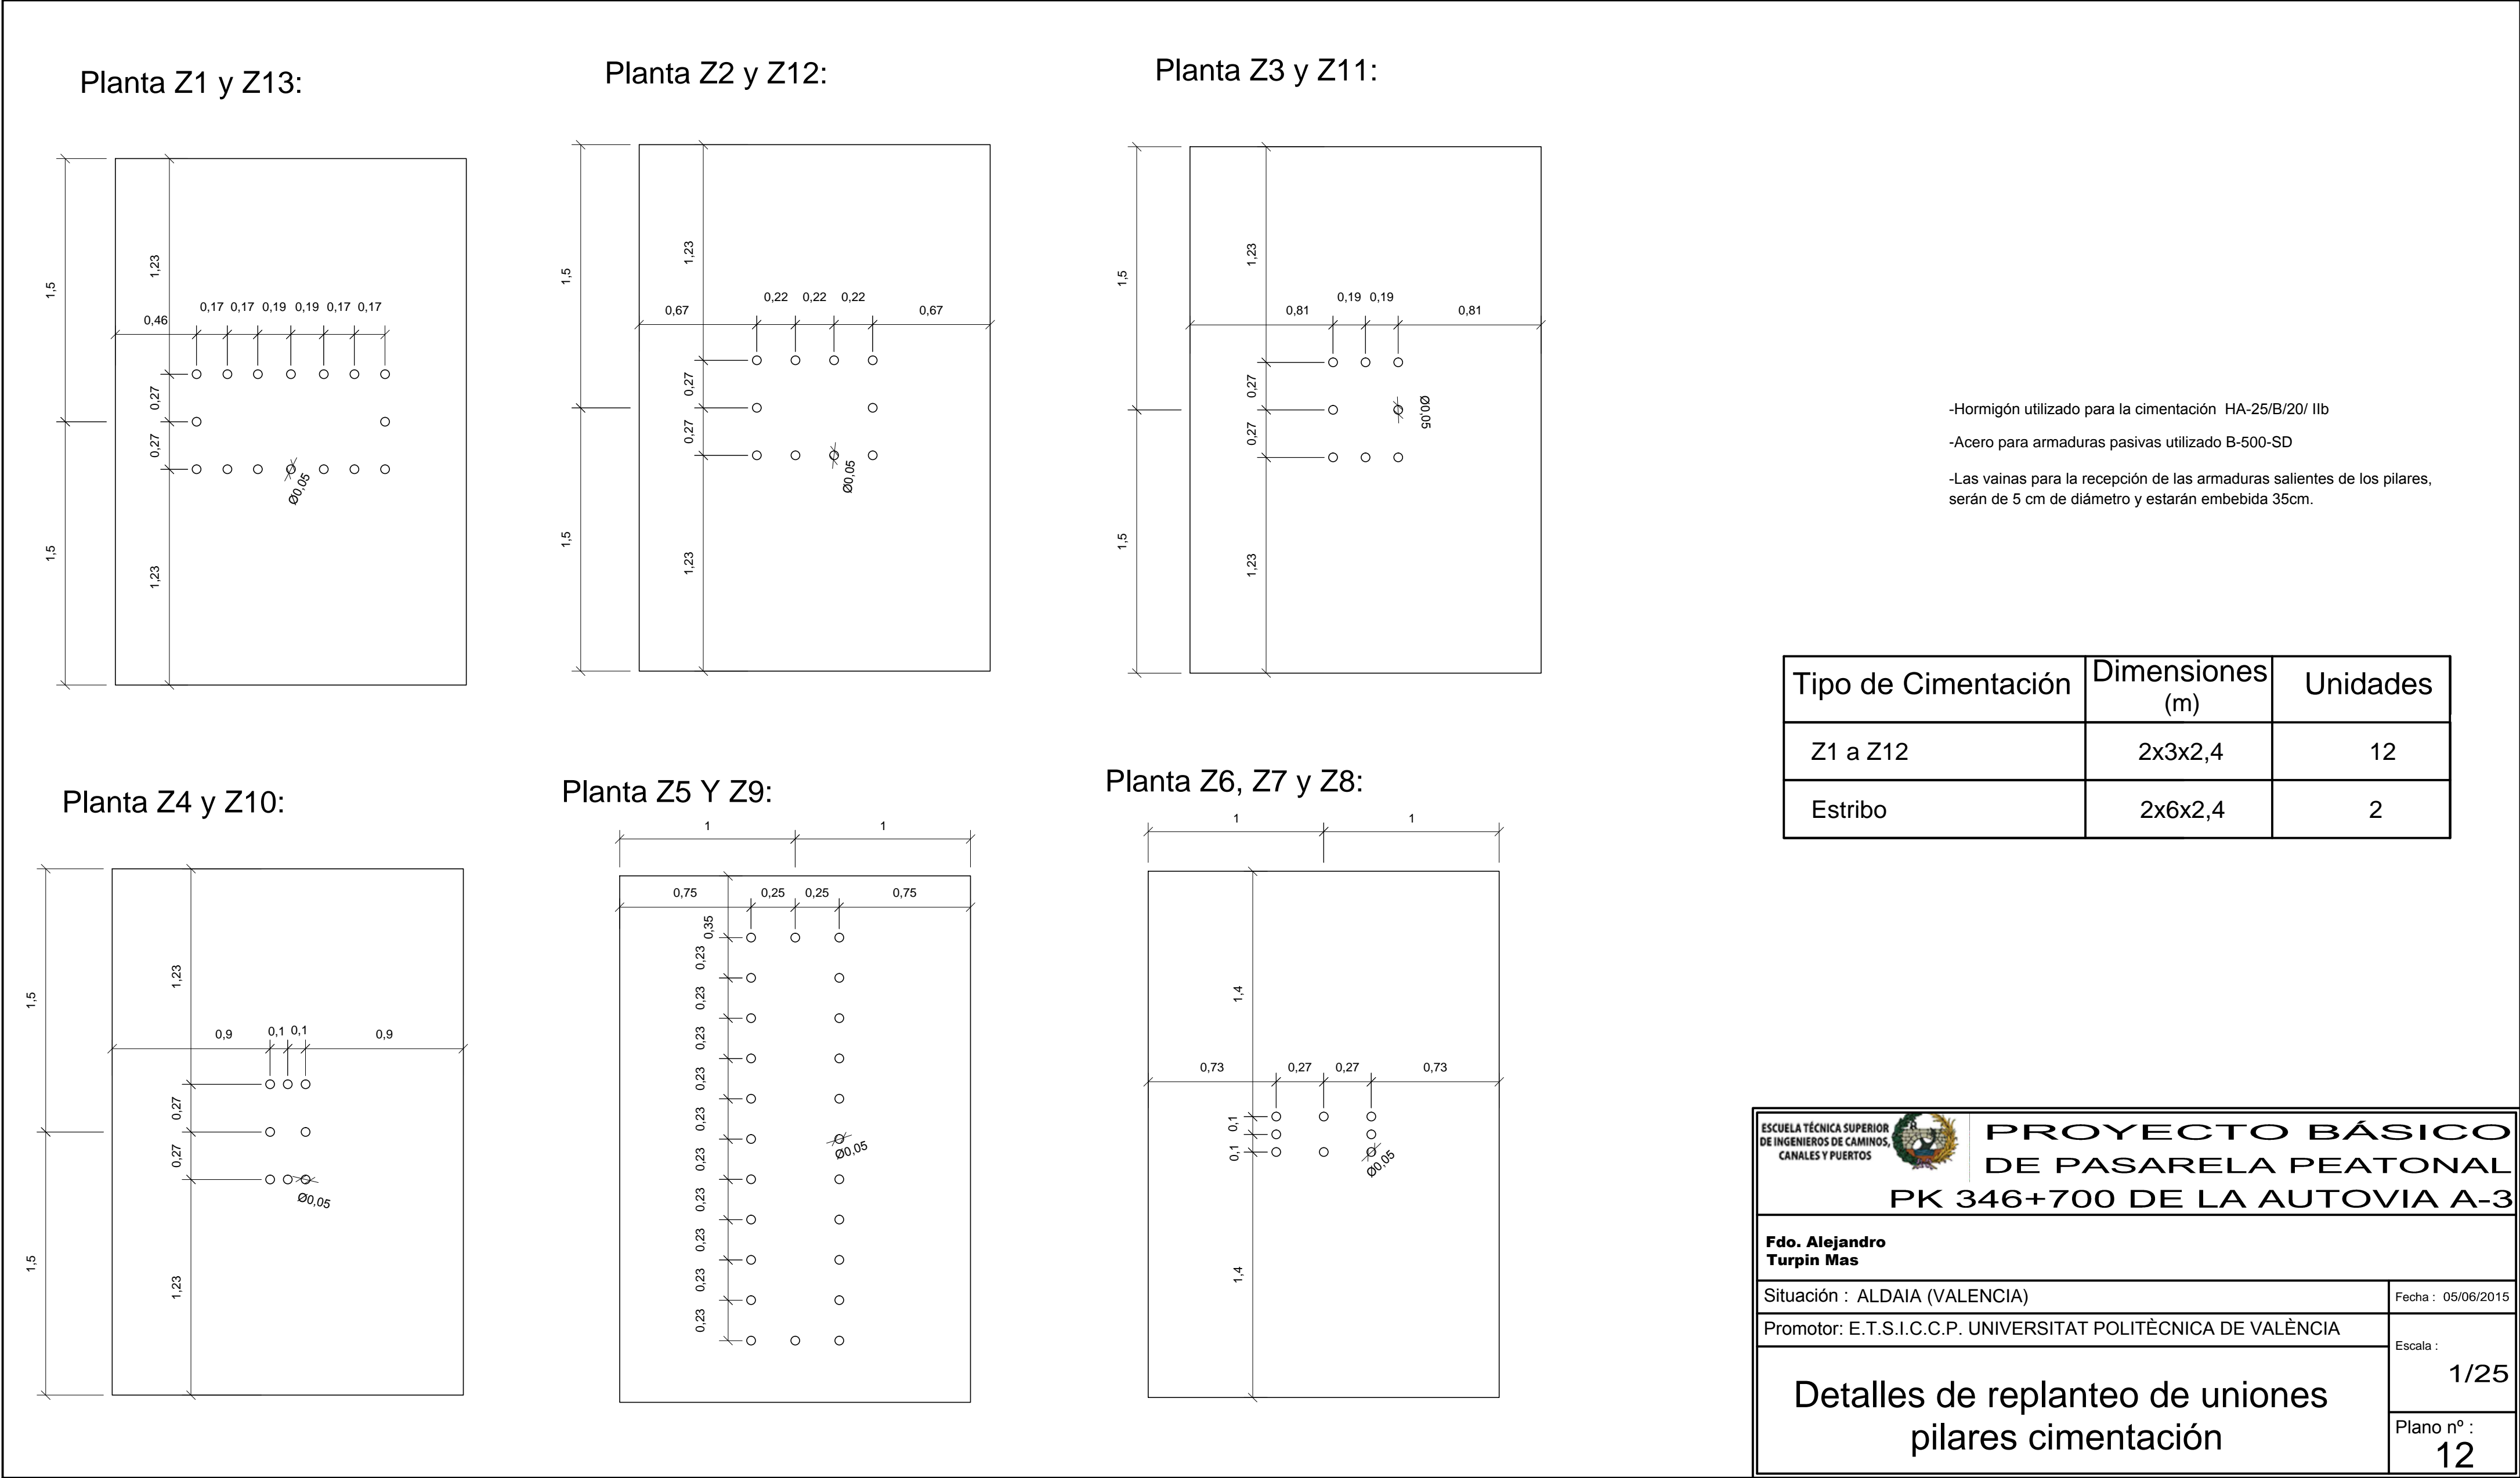 Planta Z1 y Z13:
1,5
1,5
1,23
1,23
0,46
0,17 0,17 0,19 0,19 0,17 0,17
0,27
0,27
Ø0,05
Planta Z2 y Z12:
1,5
1,5
1,23
1,23
0,67
0,22 0,22 0,22
0,67
0,27
0,27
Ø0,05
Planta Z3 y Z11:
1,5
1,5
1,23
1,23
0,81
0,19 0,19
0,81
0,27
0,27
Ø0,05
-Hormigón utilizado para la cimentación HA-25/B/20/ IIb
-Acero para armaduras pasivas utilizado B-500-SD
-Las vainas para la recepción de las armaduras salientes de los pilares,
serán de 5 cm de diámetro y estarán embebida 35cm.
Tipo de Cimentación Dimensiones (m) Unidades
Z1 a Z12 2x3x2,4 12
Estribo 2x6x2,4 2
Planta Z4 y Z10:
1,5
1,5
1,23
1,23
0,9 0,1 0,1 0,9
0,27
0,27
Ø0,05
Planta Z5 Y Z9:
1 1
0,75 0,25 0,25 0,75
0,35
0,23
0,23
0,23
0,23
0,23
0,23
0,23
0,23
0,23
0,23
Ø0,05
Planta Z6, Z7 y Z8:
1 1
1,4
1,4
0,73 0,27 0,27 0,73
0,1
0,1
Ø0,05
ESCUELA TÉCNICA SUPERIOR
DE INGENIEROS DE CAMINOS,
CANALES Y PUERTOS
PROYECTO BÁSICO
DE PASARELA PEATONAL
PK 346+700 DE LA AUTOVIA A-3
Fdo. Alejandro
Turpin Mas
Situación : ALDAIA (VALENCIA)
Fecha : 05/06/2015
Promotor: E.T.S.I.C.C.P. UNIVERSITAT POLITÈCNICA DE VALÈNCIA
Escala :
1/25
Detalles de replanteo de uniones
pilares cimentación
Plano nº :
12